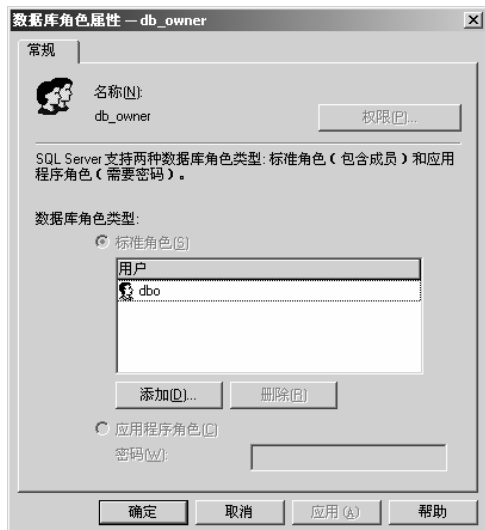 数据库角色属性 — db_owner
常规
名称(N):
db_owner
权限(P)...
SQL Server 支持两种数据库角色类型: 标准角色 ( 包含成员 ) 和应用
程序角色 ( 需要密码 ) 。
数据库角色类型:
标准角色(S)
用户
dbo
添加(D)...
删除(R)
应用程序角色(C)
密码(W):
确定
取消
应用(A)
帮助